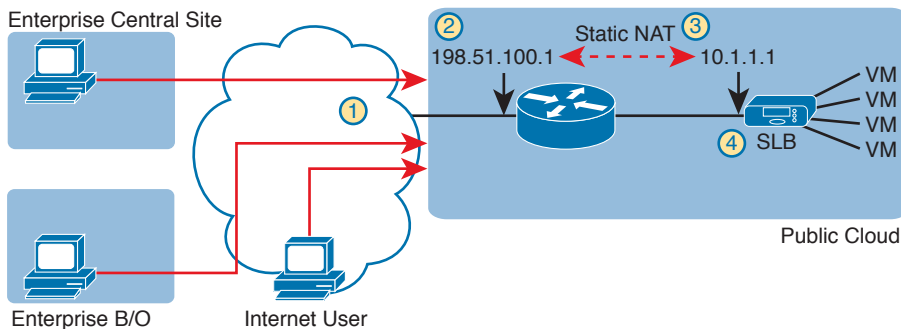 Enterprise Central Site
2
Static NAT
3
198.51.100.1
10.1.1.1
1
VM
VM
VM
VM
4
SLB
Public Cloud
Enterprise B/O
Internet User